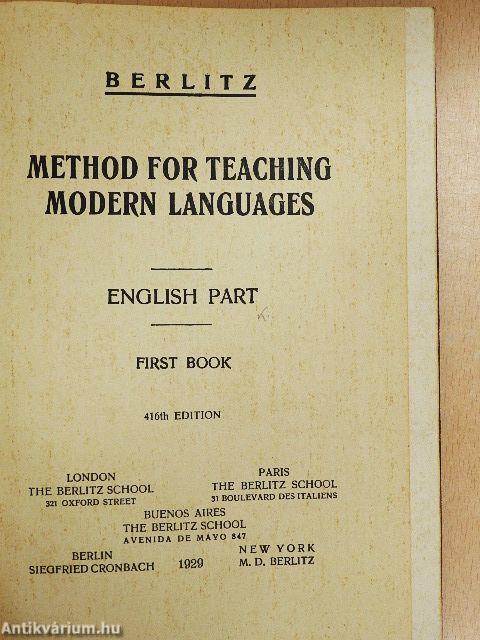 BERLITZ
METHOD FOR TEACHING
MODERN LANGUAGES
ENGLISH PART
FIRST BOOK
416th EDITION
LONDON
THE BERLITZ SCHOOL
321 OXFORD STREET
PARIS
THE BERLITZ SCHOOL
31 BOULEVARD DES ITALIENS
BUENOS AIRES
THE BERLITZ SCHOOL
AVENIDA DE MAYO 847
BERLIN
SIEGFRIED CRONBACH
1929
NEW YORK
M. D. BERLITZ
Antikvárium.hu